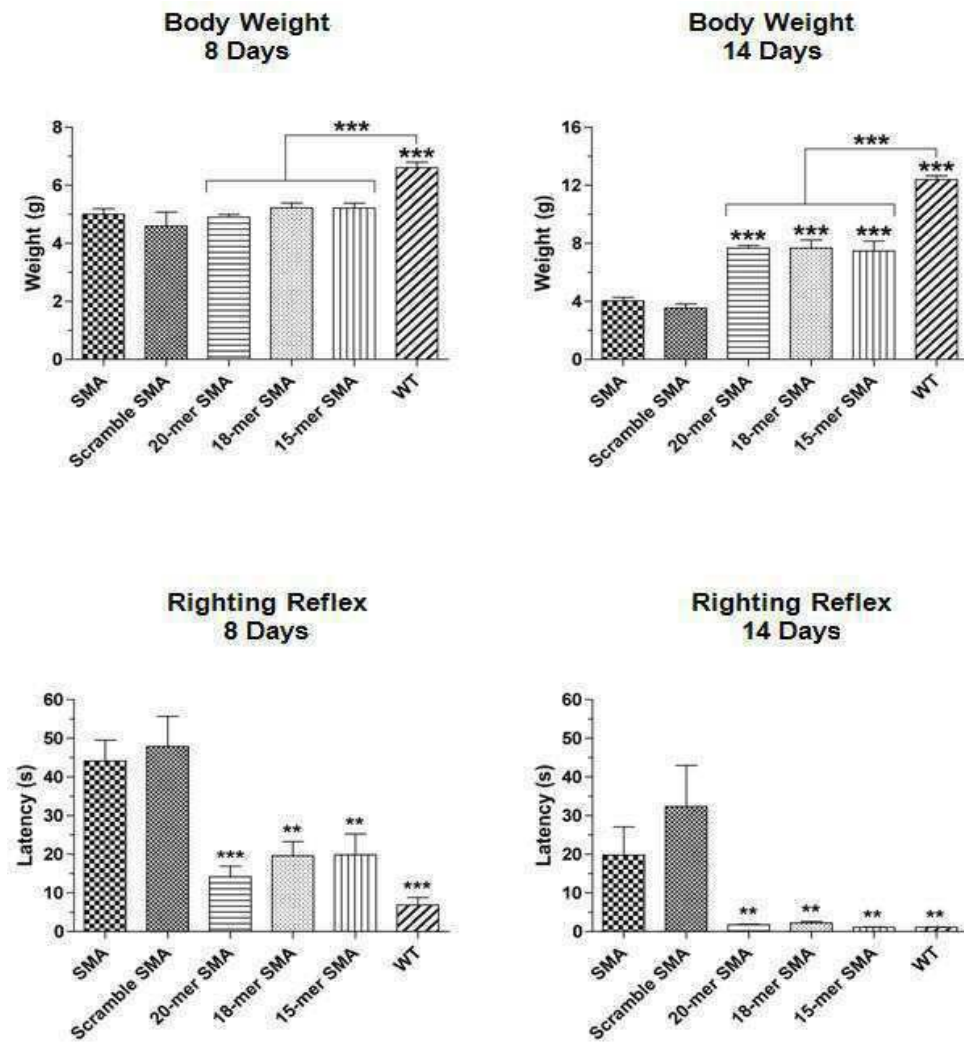 Body Weight
8 Days
8
6
4
2
0
Weight (g)
***
***
SMA
Scramble SMA
20-mer SMA
18-mer SMA
15-mer SMA
WT
Body Weight
14 Days
16
12
8
4
0
Weight (g)
***
***
***
***
***
SMA
Scramble SMA
20-mer SMA
18-mer SMA
15-mer SMA
WT
Righting Reflex
8 Days
60
50
40
30
20
10
0
Latency (s)
***
**
**
***
SMA
Scramble SMA
20-mer SMA
18-mer SMA
15-mer SMA
WT
Righting Reflex
14 Days
60
50
40
30
20
10
0
Latency (s)
**
**
**
**
SMA
Scramble SMA
20-mer SMA
18-mer SMA
15-mer SMA
WT